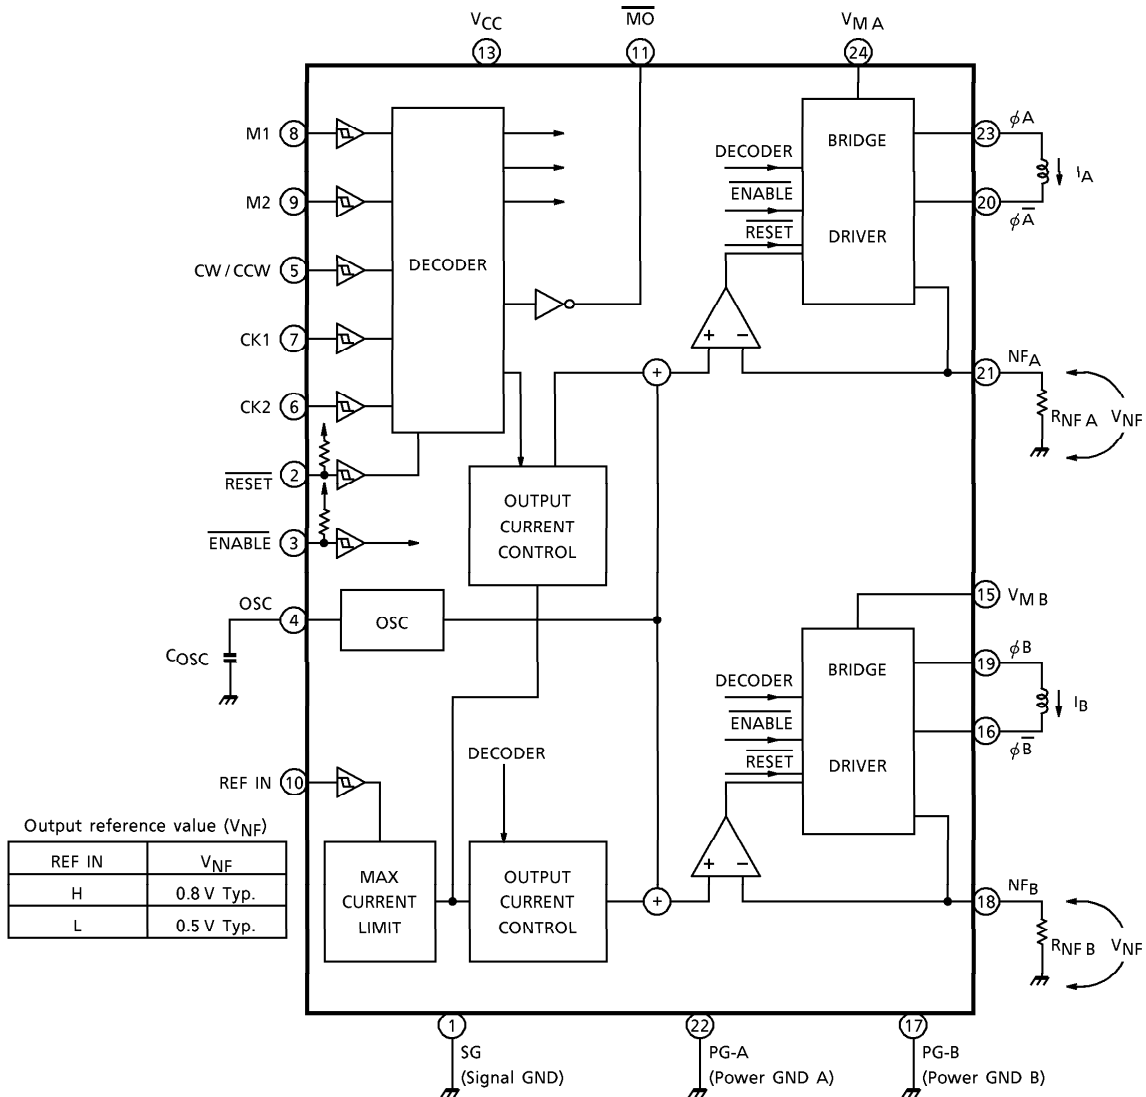 VCC
MO
VMA
13
11
24
M1 8
M2 9
CW / CCW 5
CK1 7
CK2 6
RESET 2
ENABLE 3
OSC 4
COSC
REF IN 10
DECODER
OUTPUT
CURRENT
CONTROL
OSC
DECODER
MAX
CURRENT
LIMIT
OUTPUT
CURRENT
CONTROL
+
+
DECODER
ENABLE
RESET
BRIDGE
DRIVER
+ −
23 ϕA
IA
20 ϕA
21 NFA
RNFA
VNF
15 VMB
DECODER
ENABLE
RESET
BRIDGE
DRIVER
+ −
19 ϕB
IB
16 ϕB
18 NFB
RNFB
VNF
Output reference value (VNF)
REF IN VNF
H 0.8 V Typ.
L 0.5 V Typ.
1
SG
(Signal GND)
22
PG-A
(Power GND A)
17
PG-B
(Power GND B)